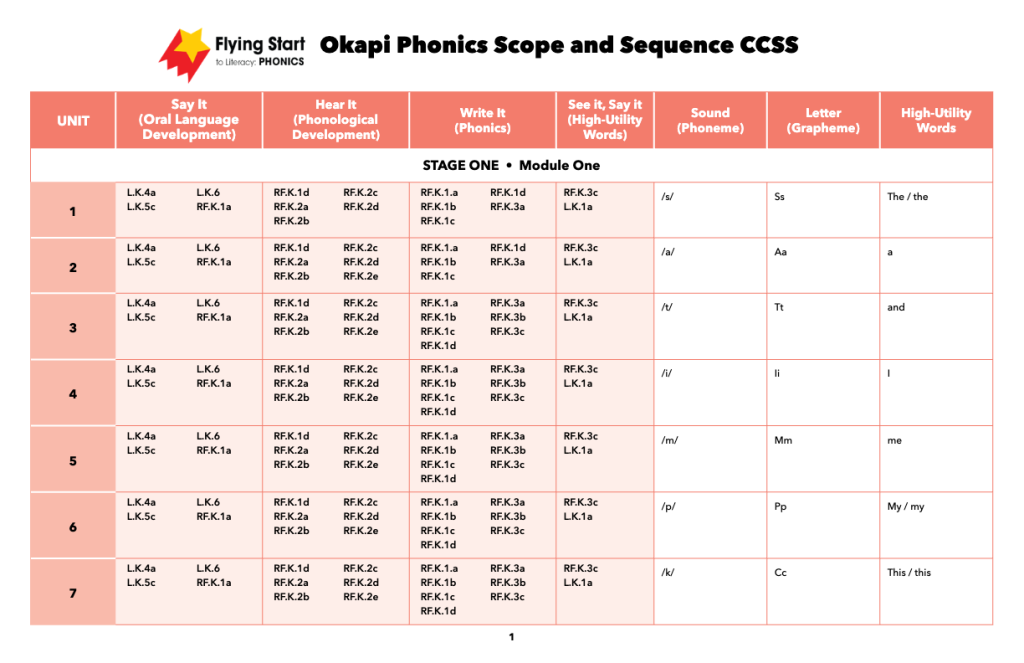 Flying Start
to Literacy: PHONICS
Okapi Phonics Scope and Sequence CCSS
UNIT
Say It
(Oral Language
Development)
Hear It
(Phonological
Development)
Write It
(Phonics)
See it, Say it
(High-Utility
Words)
Sound
(Phoneme)
Letter
(Grapheme)
High-Utility
Words
STAGE ONE • Module One
1
L.K.4a L.K.6
L.K.5c RF.K.1a
RF.K.1d RF.K.2c
RF.K.2a RF.K.2d
RF.K.2b
RF.K.1.a RF.K.1d
RF.K.1b RF.K.3a
RF.K.1c
RF.K.3c
L.K.1a
/s/
Ss
The / the
2
L.K.4a L.K.6
L.K.5c RF.K.1a
RF.K.1d RF.K.2c
RF.K.2a RF.K.2d
RF.K.2b RF.K.2e
RF.K.1.a RF.K.1d
RF.K.1b RF.K.3a
RF.K.1c
RF.K.3c
L.K.1a
/a/
Aa
a
3
L.K.4a L.K.6
L.K.5c RF.K.1a
RF.K.1d RF.K.2c
RF.K.2a RF.K.2d
RF.K.2b RF.K.2e
RF.K.1.a RF.K.3a
RF.K.1b RF.K.3b
RF.K.1c RF.K.3c
RF.K.1d
RF.K.3c
L.K.1a
/t/
Tt
and
4
L.K.4a L.K.6
L.K.5c RF.K.1a
RF.K.1d RF.K.2c
RF.K.2a RF.K.2d
RF.K.2b RF.K.2e
RF.K.1.a RF.K.3a
RF.K.1b RF.K.3b
RF.K.1c RF.K.3c
RF.K.1d
RF.K.3c
L.K.1a
/i/
Ii
I
5
L.K.4a L.K.6
L.K.5c RF.K.1a
RF.K.1d RF.K.2c
RF.K.2a RF.K.2d
RF.K.2b RF.K.2e
RF.K.1.a RF.K.3a
RF.K.1b RF.K.3b
RF.K.1c RF.K.3c
RF.K.1d
RF.K.3c
L.K.1a
/m/
Mm
me
6
L.K.4a L.K.6
L.K.5c RF.K.1a
RF.K.1d RF.K.2c
RF.K.2a RF.K.2d
RF.K.2b RF.K.2e
RF.K.1.a RF.K.3a
RF.K.1b RF.K.3b
RF.K.1c RF.K.3c
RF.K.1d
RF.K.3c
L.K.1a
/p/
Pp
My / my
7
L.K.4a L.K.6
L.K.5c RF.K.1a
RF.K.1d RF.K.2c
RF.K.2a RF.K.2d
RF.K.2b RF.K.2e
RF.K.1.a RF.K.3a
RF.K.1b RF.K.3b
RF.K.1c RF.K.3c
RF.K.1d
RF.K.3c
L.K.1a
/k/
Cc
This / this
1